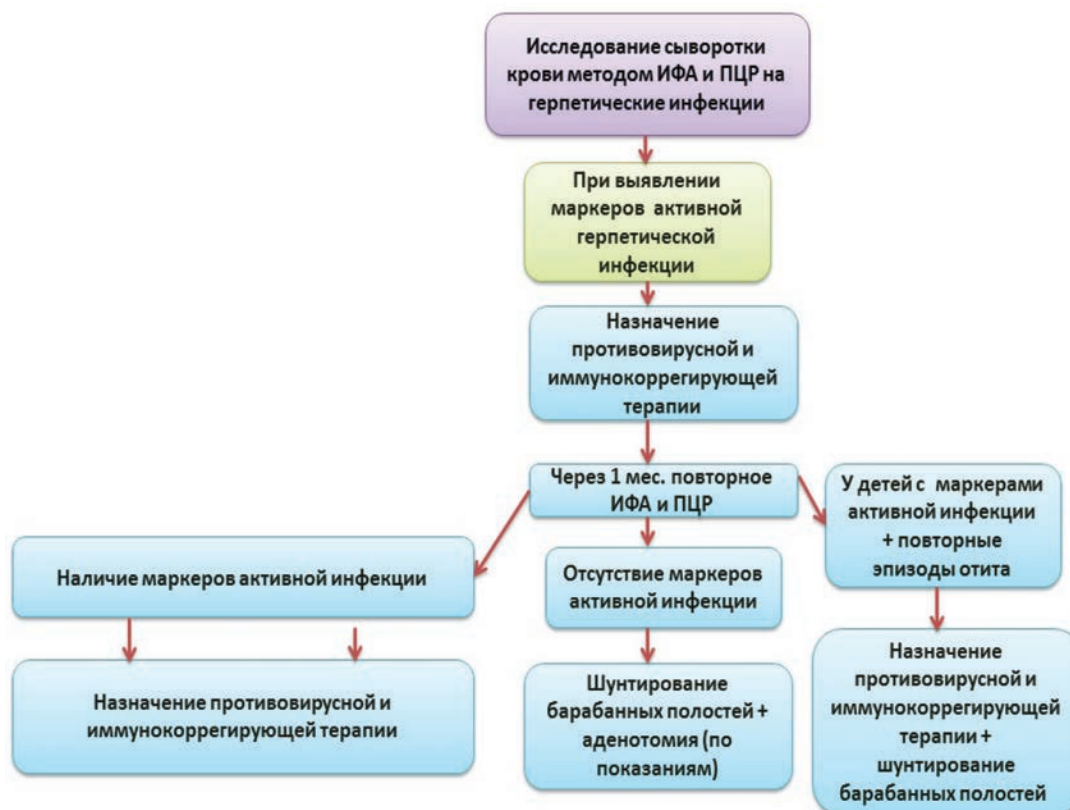 Исследование сыворотки
крови методом ИФА и ПЦР на
герпетические инфекции
При выявлении
маркеров активной
герпетической
инфекции
Назначение
противовирусной и
иммунокоррегирующей
терапии
Через 1 мес. повторное
ИФА и ПЦР
Наличие маркеров активной инфекции
Назначение противовирусной и
иммунокоррегирующей терапии
Отсутствие маркеров
активной инфекции
Шунтирование
барабанных полостей +
аденотомия (по
показаниям)
У детей с маркерами
активной инфекции
+ повторные
эпизоды отита
Назначение
противовирусной и
иммунокоррегирующей
терапии +
шунтирование
барабанных полостей